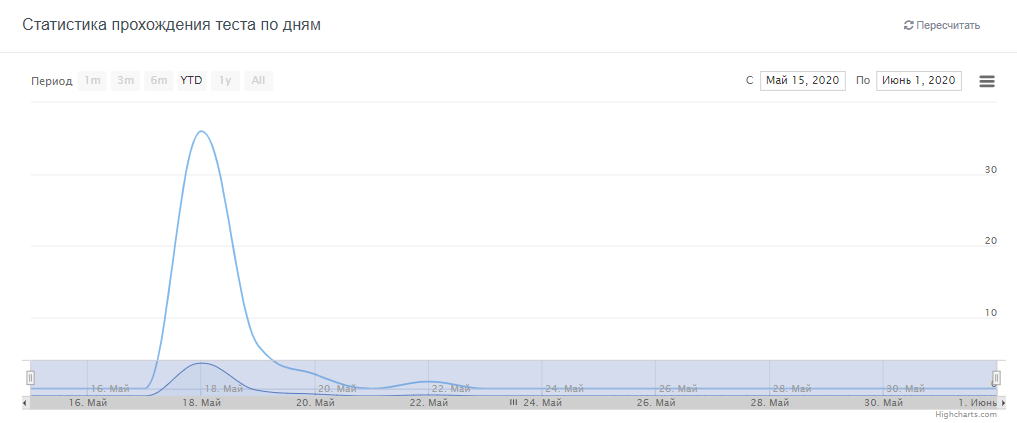 Статистика прохождения теста по дням
Пересчитать
Период 1m 3m 6m YTD 1y All
С Май 15, 2020 По Июнь 1, 2020
30
20
10
0
16. Май 18. Май 20. Май 22. Май 24. Май 26. Май 28. Май 30. Май
16. Май 18. Май 20. Май 22. Май 24. Май 26. Май 28. Май 30. Май 1. Июнь
Highcharts.com